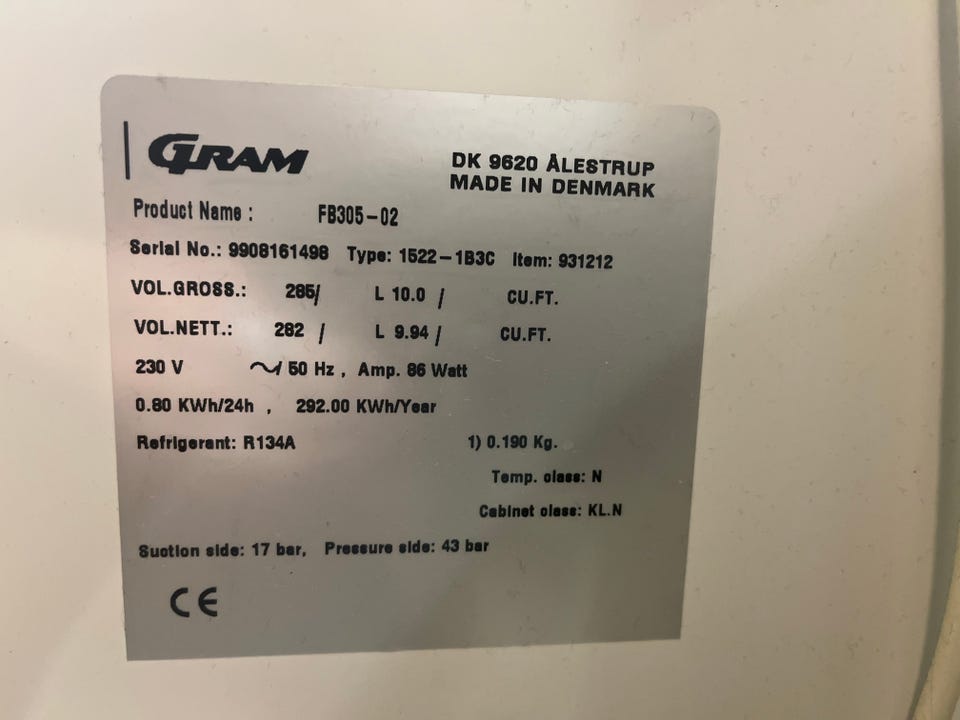 GRAM
DK 9620 ÅLESTRUP
MADE IN DENMARK
Product Name : FB305-02
Serial No.: 9908161498 Type: 1522-1B3C Item: 931212
VOL.GROSS.: 285/ L 10.0 / CU.FT.
VOL.NETT.: 282 / L 9.94 / CU.FT.
230 V ~/ 50 Hz , Amp. 86 Watt
0.80 KWh/24h , 292.00 KWh/Year
Refrigerant: R134A 1) 0.190 Kg.
Temp. class: N
Cabinet class: KL.N
Suction side: 17 bar, Pressure side: 43 bar
CE